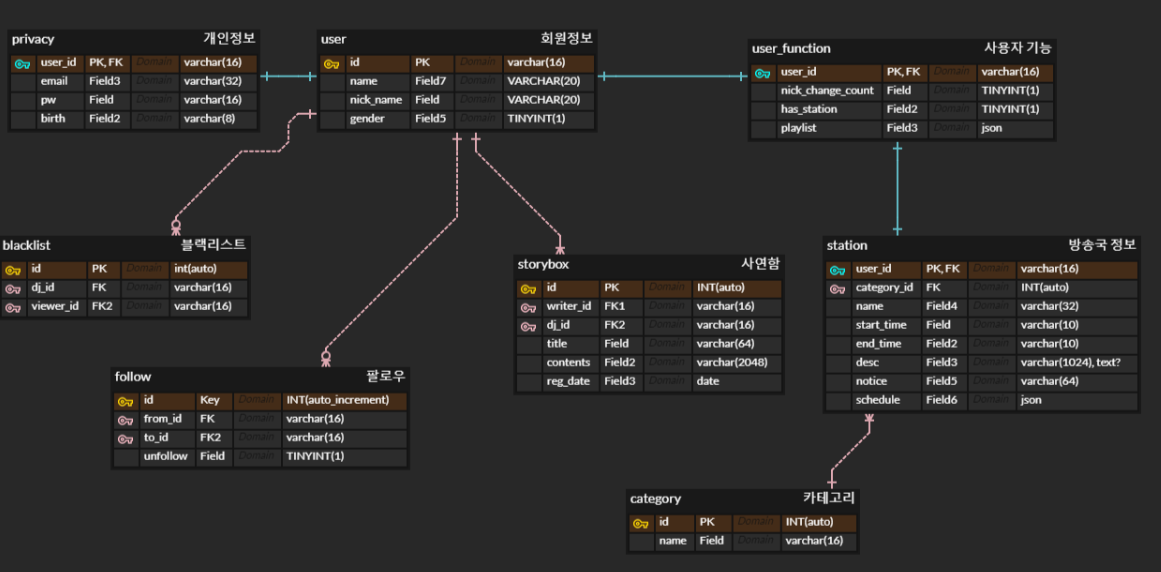 privacy 개인정보
user_id PK, FK Domain varchar(16)
email Field3 Domain varchar(32)
pw Field Domain varchar(16)
birth Field2 Domain varchar(8)
user 회원정보
id PK Domain varchar(16)
name Field7 Domain VARCHAR(20)
nick_name Field Domain VARCHAR(20)
gender Field5 Domain TINYINT(1)
user_function 사용자 기능
user_id PK, FK Domain varchar(16)
nick_change_count Field Domain TINYINT(1)
has_station Field2 Domain TINYINT(1)
playlist Field3 Domain json
blacklist 블랙리스트
id PK Domain int(auto)
dj_id FK Domain varchar(16)
viewer_id FK2 Domain varchar(16)
storybox 사연함
id PK Domain INT(auto)
writer_id FK1 Domain varchar(16)
dj_id FK2 Domain varchar(16)
title Field Domain varchar(64)
contents Field2 Domain varchar(2048)
reg_date Field3 Domain date
station 방송국 정보
user_id PK, FK Domain varchar(16)
category_id FK Domain INT(auto)
name Field4 Domain varchar(32)
start_time Field Domain varchar(10)
end_time Field2 Domain varchar(10)
desc Field3 Domain varchar(1024), text?
notice Field5 Domain varchar(64)
schedule Field6 Domain json
follow 팔로우
id Key Domain INT(auto_increment)
from_id FK Domain varchar(16)
to_id FK2 Domain varchar(16)
unfollow Field Domain TINYINT(1)
category 카테고리
id PK Domain INT(auto)
name Field Domain varchar(16)